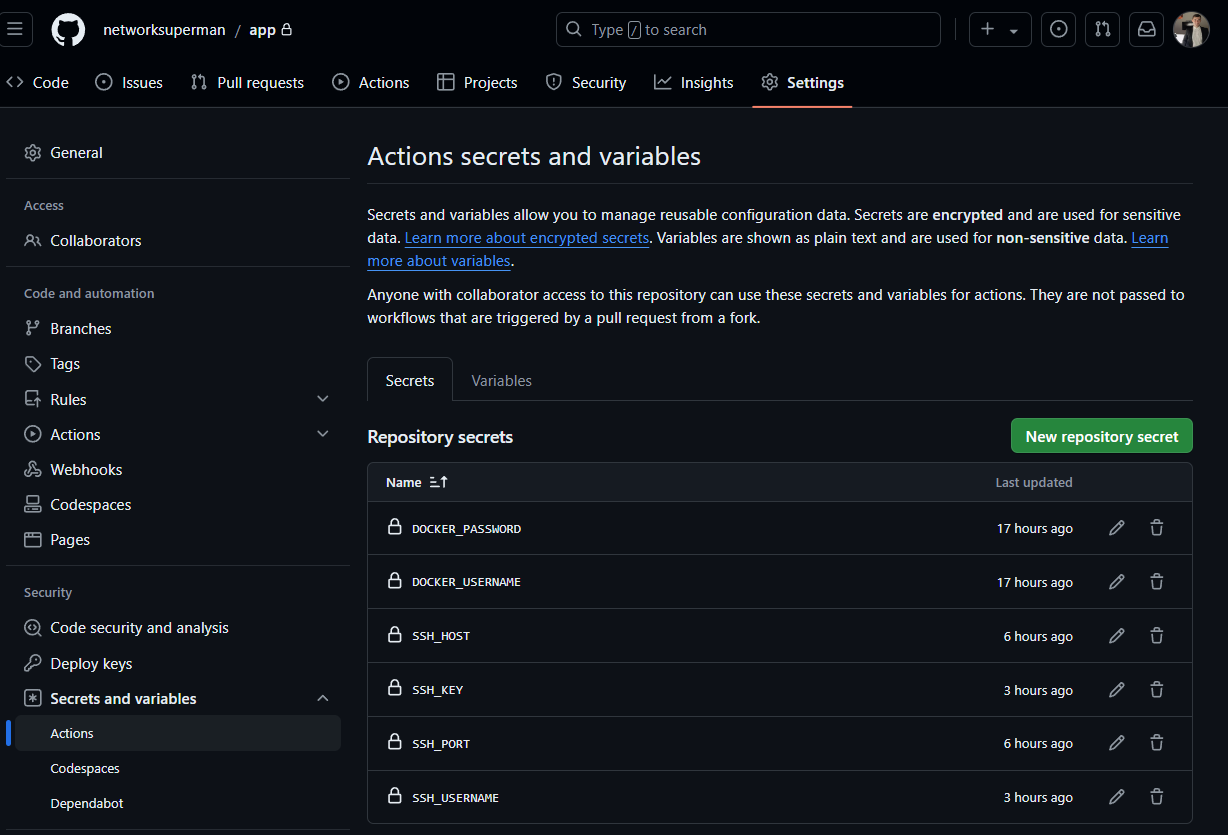 networksuperman / app
Type / to search
Code
Issues
Pull requests
Actions
Projects
Security
Insights
Settings
General
Access
Collaborators
Code and automation
Branches
Tags
Rules
Actions
Webhooks
Codespaces
Pages
Security
Code security and analysis
Deploy keys
Secrets and variables
Actions
Codespaces
Dependabot
Actions secrets and variables
Secrets and variables allow you to manage reusable configuration data. Secrets are encrypted and are used for sensitive
data. Learn more about encrypted secrets. Variables are shown as plain text and are used for non-sensitive data. Learn
more about variables.
Anyone with collaborator access to this repository can use these secrets and variables for actions. They are not passed to
workflows that are triggered by a pull request from a fork.
Secrets
Variables
Repository secrets
New repository secret
Name
Last updated
DOCKER_PASSWORD
17 hours ago
DOCKER_USERNAME
17 hours ago
SSH_HOST
6 hours ago
SSH_KEY
3 hours ago
SSH_PORT
6 hours ago
SSH_USERNAME
3 hours ago